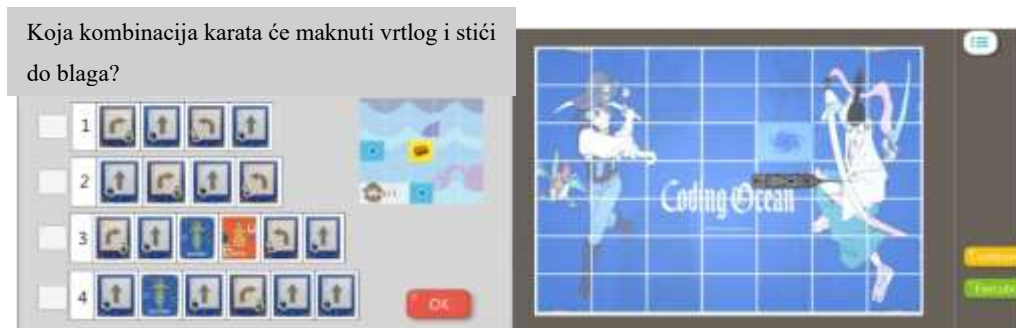 Koja kombinacija karata će maknuti vrtlog i stići
do blaga?
1
2
3
4
OK
Coding Ocean